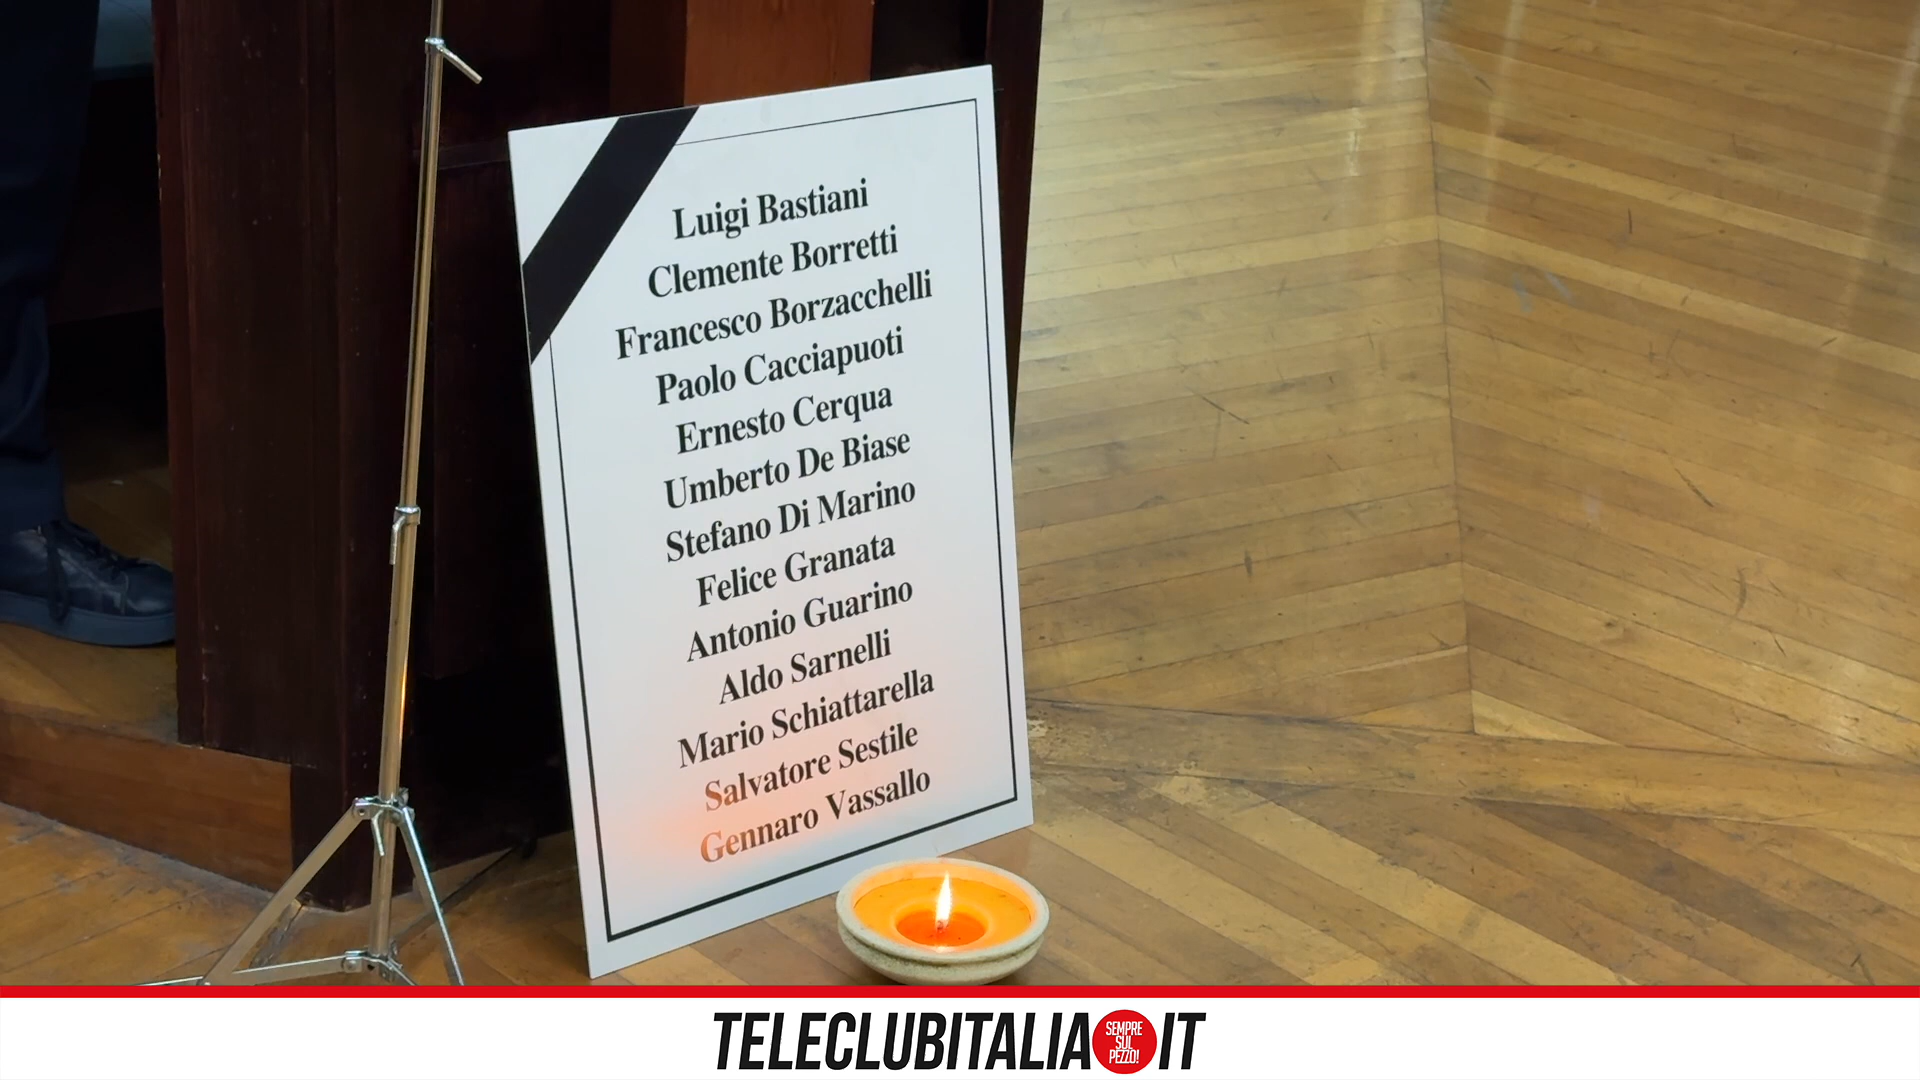 Luigi Bastiani
Clemente Borretti
Francesco Borzacchelli
Paolo Cacciapuoti
Ernesto Cerqua
Umberto De Biase
Stefano Di Marino
Felice Granata
Antonio Guarino
Aldo Sarnelli
Mario Schiattarella
Salvatore Sestile
Gennaro Vassallo
TELECLUBITALIA IT
SEMPRE
SUL
PEZZO!